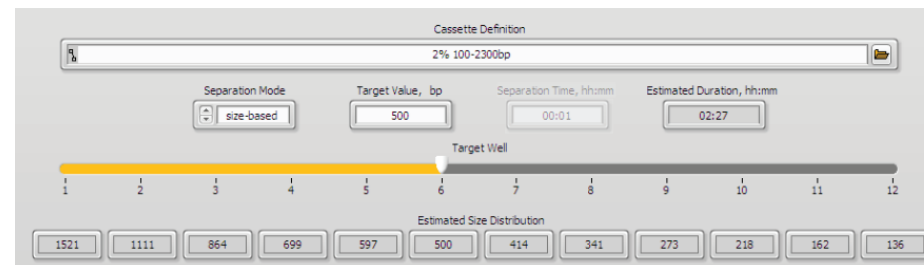 Cassette Definition
2% 100-2300bp
Separation Mode Target Value, bp Separation Time, hh:mm Estimated Duration, hh:mm
size-based 500 00:01 02:27
Target Well
1 2 3 4 5 6 7 8 9 10 11 12
Estimated Size Distribution
1521 1111 864 699 597 500 414 341 273 218 162 136